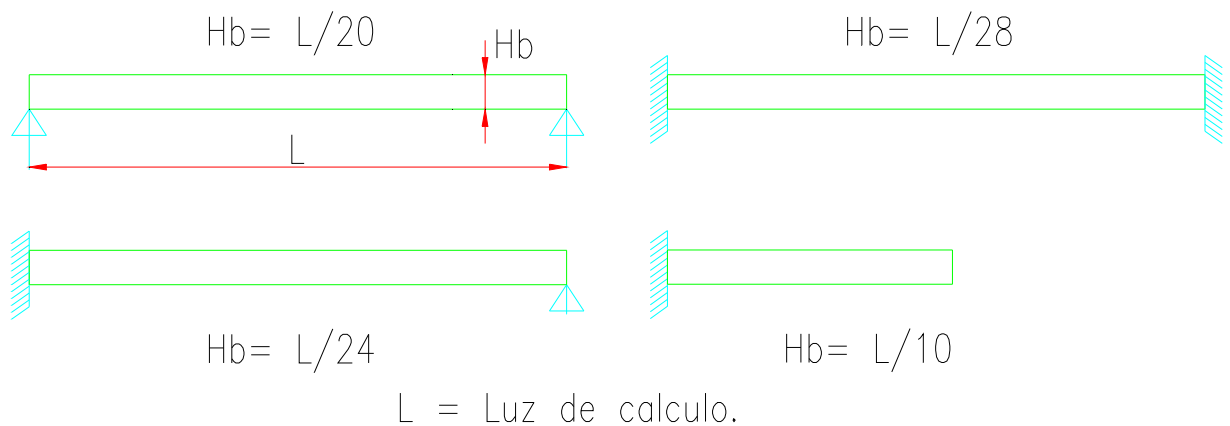 Hb= L/20
Hb
Hb= L/28
L
Hb= L/24
Hb= L/10
L = Luz de calculo.